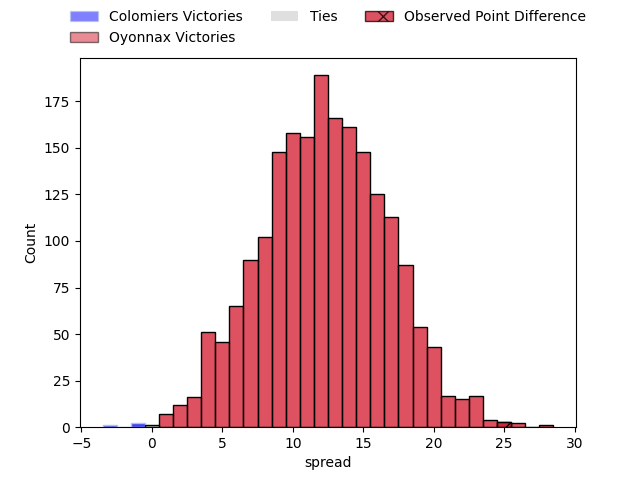 Colomiers Victories
Ties
Observed Point Difference
Oyonnax Victories
175
150
125
100
75
50
25
0
Count
−5
0
5
10
15
20
25
30
spread